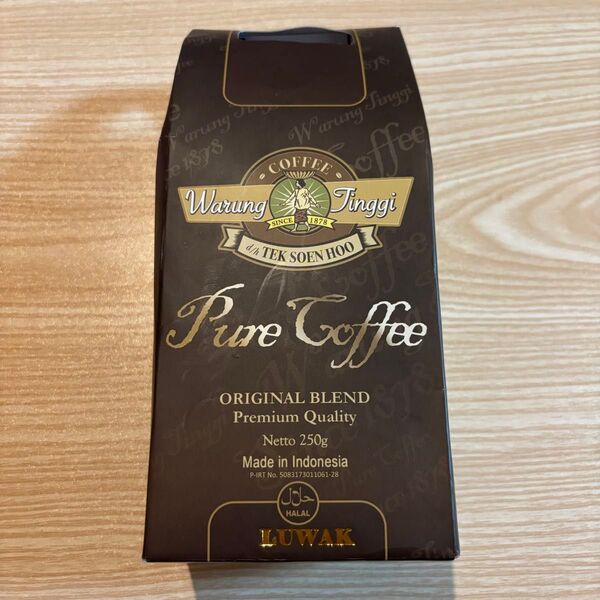 COFFEE
Warung Tinggi
SINCE 1878
d/h TEK SOEN HOO
Pure Coffee
ORIGINAL BLEND
Premium Quality
Netto 250g
Made in Indonesia
P-IRT No. 5083173011061-28
حلال
HALAL
LUWAK